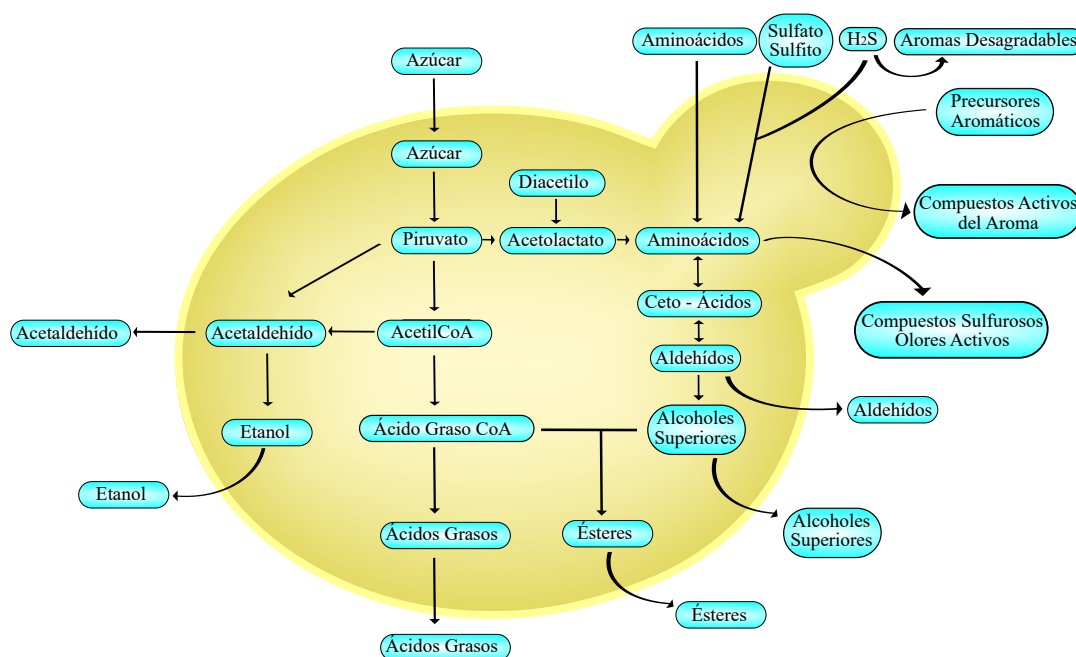 Aminoácidos
Sulfato
Sulfito
H2S
Aromas Desagradables
Azúcar
Precursores
Aromáticos
Azúcar
Diacetilo
Compuestos Activos
del Aroma
Piruvato
Acetolactato
Aminoácidos
Ceto - Ácidos
Acetaldehído
Acetaldehído
AcetilCoA
Compuestos Sulfurosos
Olores Activos
Aldehídos
Aldehídos
Etanol
Ácido Graso CoA
Alcoholes
Superiores
Etanol
Ácidos Grasos
Ésteres
Alcoholes
Superiores
Ésteres
Ácidos Grasos